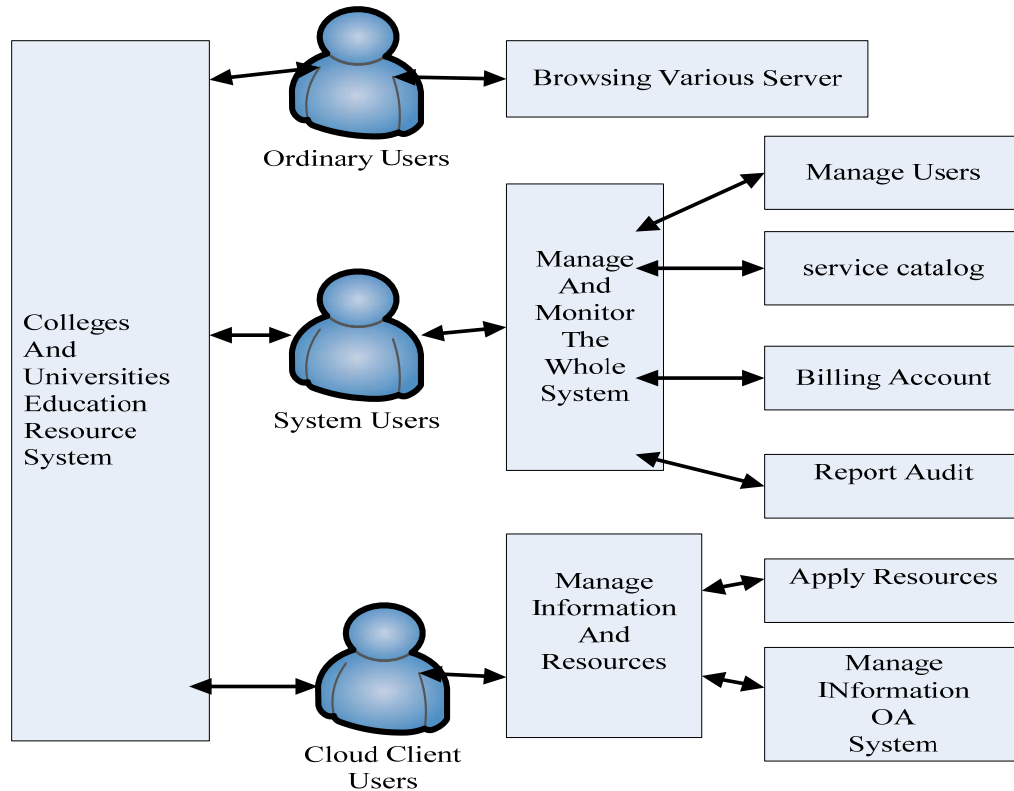 Colleges
And
Universities
Education
Resource
System
Ordinary Users
Browsing Various Server
System Users
Manage
And
Monitor
The
Whole
System
Manage Users
service catalog
Billing Account
Report Audit
Cloud Client
Users
Manage
Information
And
Resources
Apply Resources
Manage
INformation
OA
System